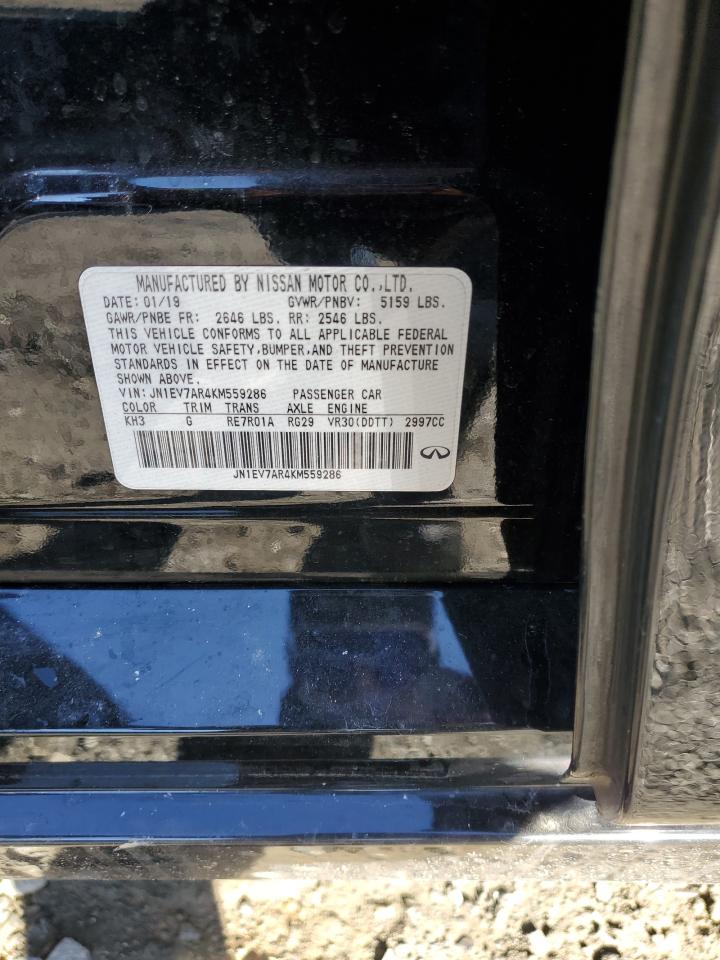 MANUFACTURED BY NISSAN MOTOR CO.,LTD.
DATE: 01/19 GVWR/PNBV: 5159 LBS.
GAWR/PNBE FR: 2646 LBS. RR: 2546 LBS.
THIS VEHICLE CONFORMS TO ALL APPLICABLE FEDERAL
MOTOR VEHICLE SAFETY,BUMPER,AND THEFT PREVENTION
STANDARDS IN EFFECT ON THE DATE OF MANUFACTURE
SHOWN ABOVE.
VIN: JN1EV7AR4KM559286 PASSENGER CAR
COLOR TRIM TRANS AXLE ENGINE
KH3 G RE7R01A RG29 VR30(DDTT) 2997CC
JN1EV7AR4KM559286